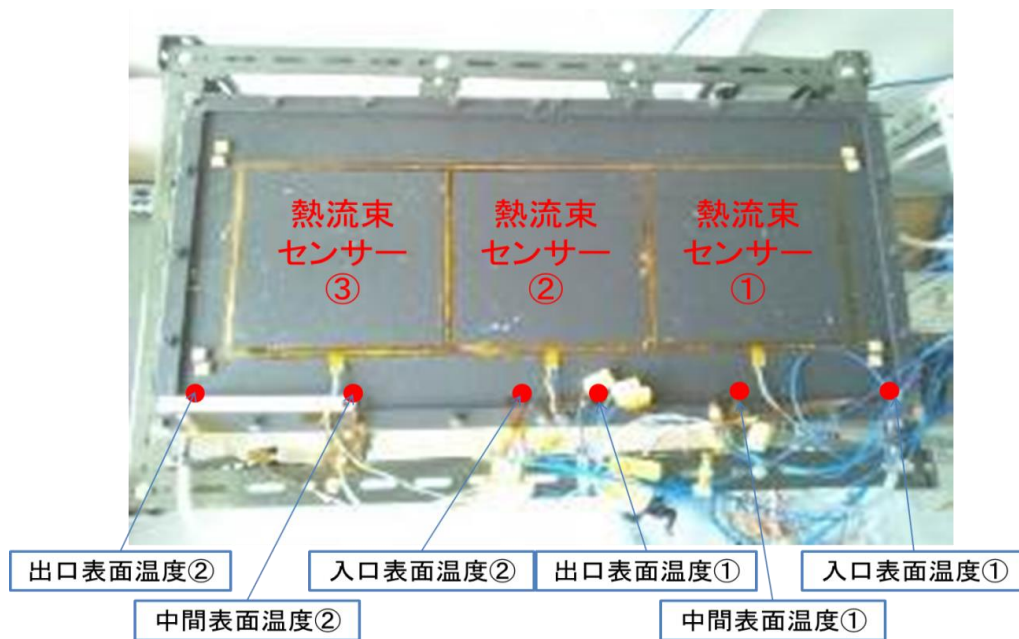 熱流束
センサー
③
熱流束
センサー
②
熱流束
センサー
①
出口表面温度②
入口表面温度②
出口表面温度①
入口表面温度①
中間表面温度②
中間表面温度①